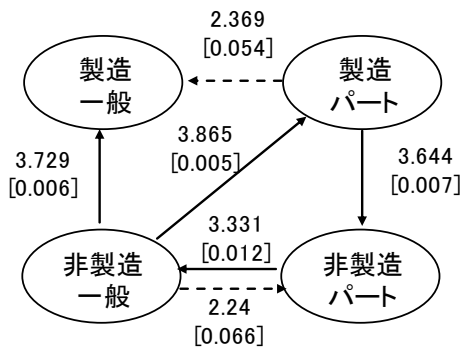 2.369
[0.054]
製造
一般
製造
パート
3.865
[0.005]
3.729
[0.006]
3.644
[0.007]
3.331
[0.012]
非製造
一般
非製造
パート
2.24
[0.066]